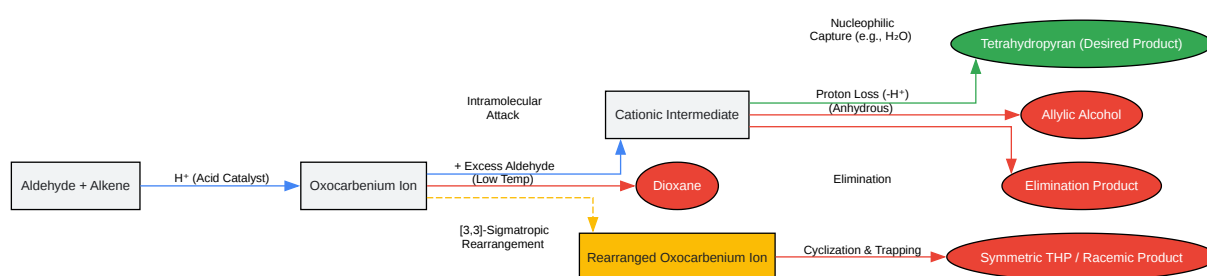 Nucleophilic
Capture (e.g., H₂O)
Tetrahydropyran (Desired Product)
Proton Loss (-H⁺)
(Anhydrous)
Intramolecular
Attack
Cationic Intermediate
Allylic Alcohol
H⁺ (Acid Catalyst)
+ Excess Aldehyde
(Low Temp)
Aldehyde + Alkene
Oxocarbenium Ion
Dioxane
Elimination
Elimination Product
[3,3]-Sigmatropic
Rearrangement
Rearranged Oxocarbenium Ion
Cyclization & Trapping
Symmetric THP / Racemic Product